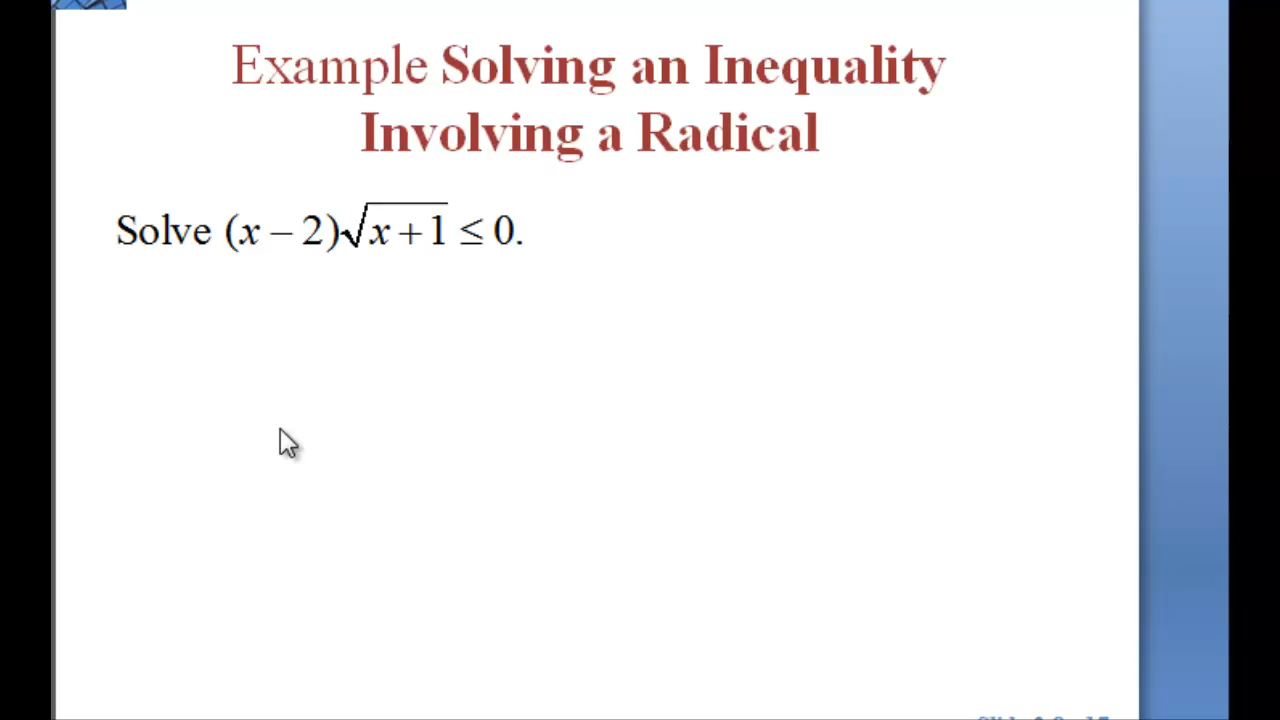 Example Solving an Inequality
Involving a Radical
Solve (x − 2)√(x + 1) ≤ 0.